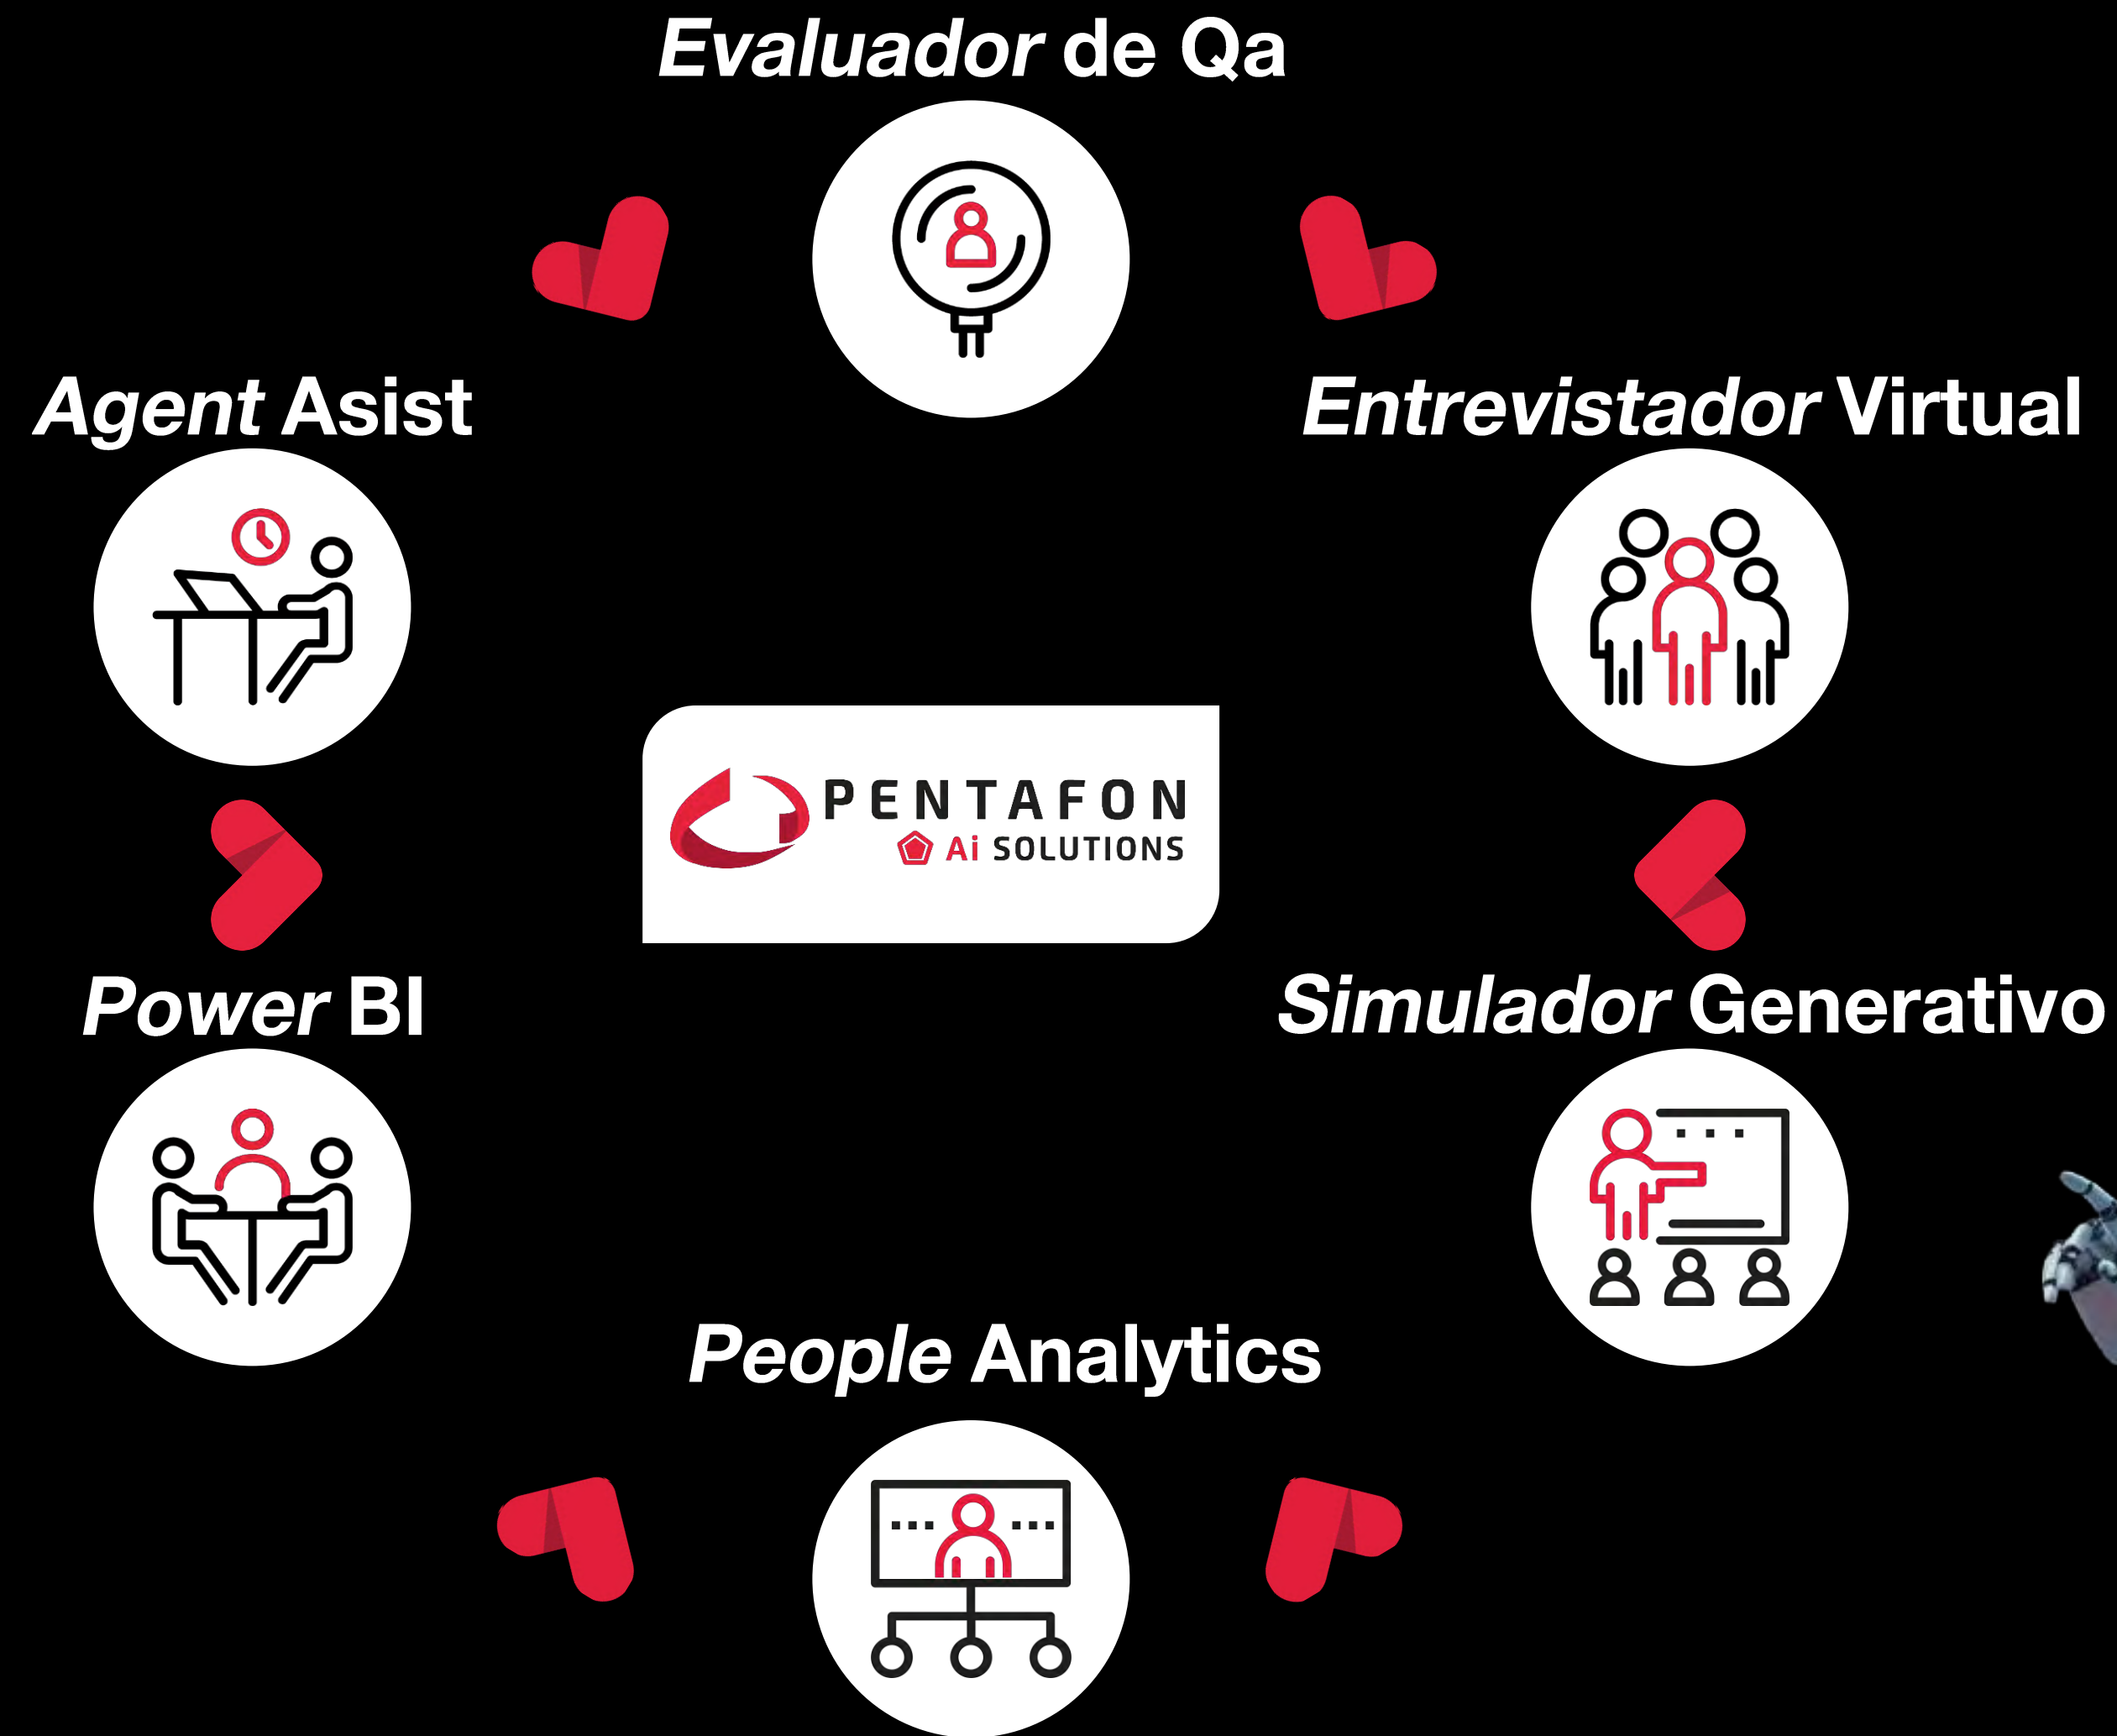 Evaluador de Qa
Agent Asist
Entrevistador Virtual
PENTAFON
Ai SOLUTIONS
Power BI
Simulador Generativo
People Analytics